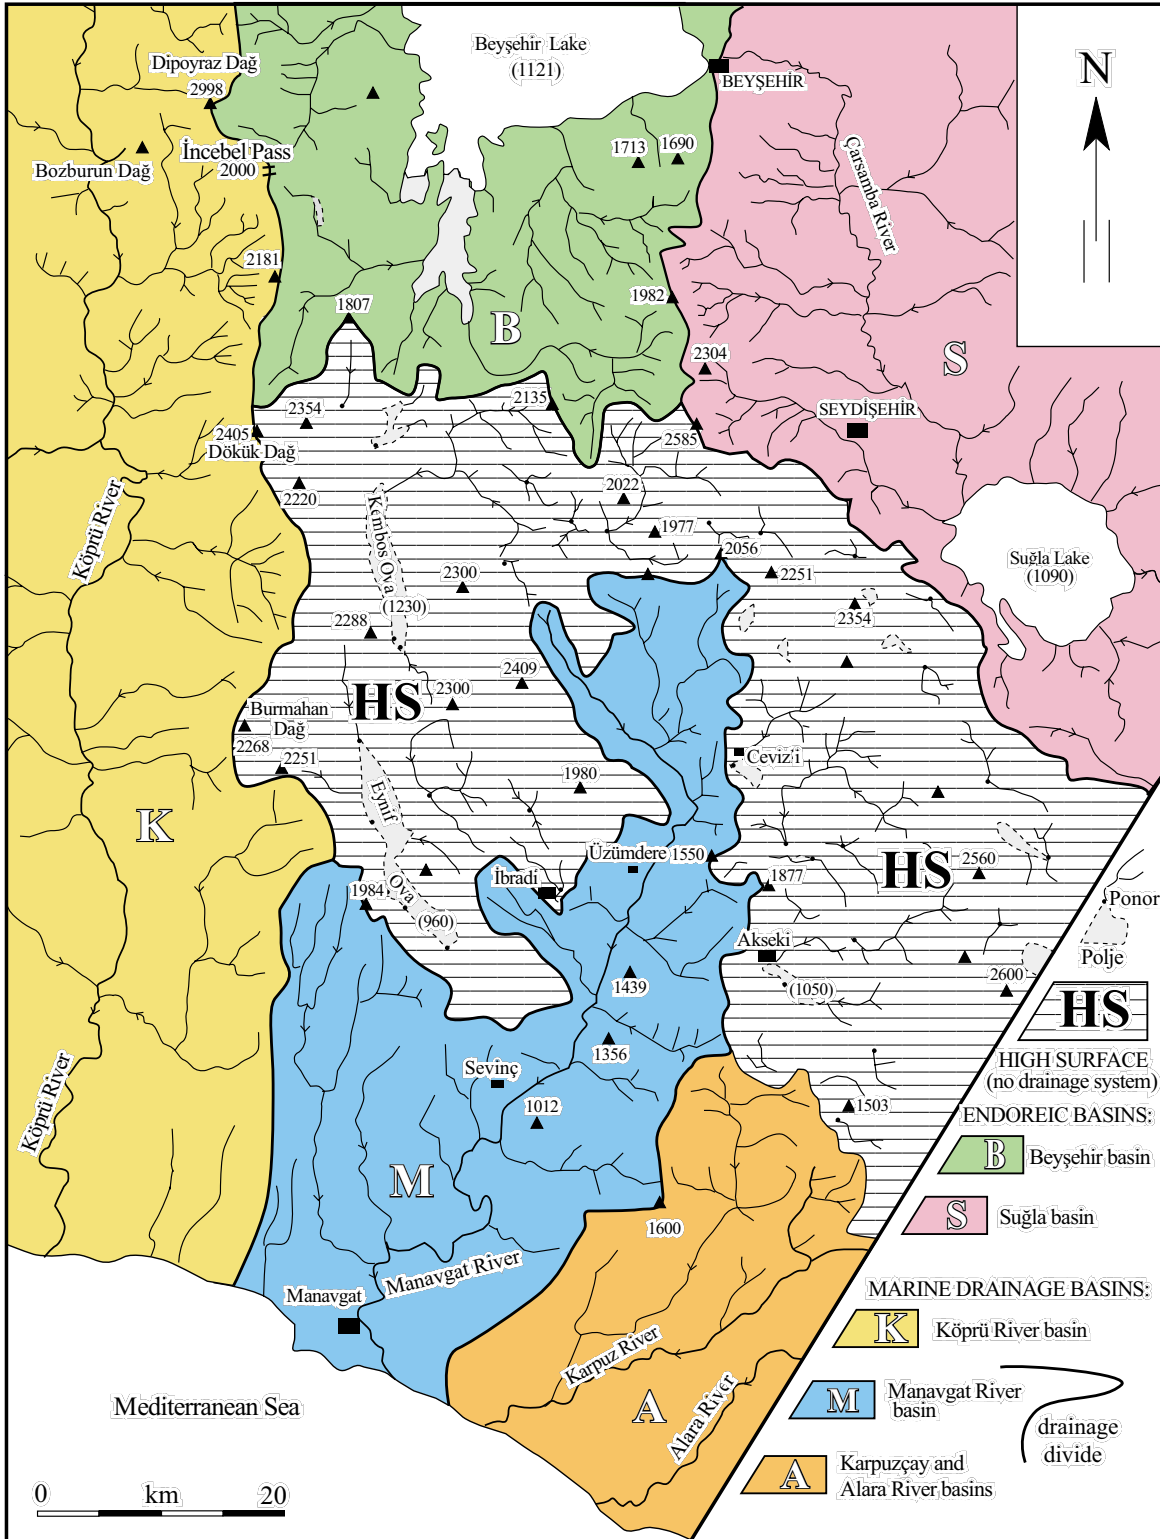 Beyşehir Lake
(1121)
N
BEYŞEHİR
Dipoyraz Dağ
2998
Bozburun Dağ
İncebel Pass
2000
1713
1690
Çarşamba River
2181
1982
1807
B
2304
S
2354
2135
SEYDİŞEHİR
2405
Dökük Dağ
2585
2220
2022
Köprü River
Kembos Ova
1977
2056
Suğla Lake
(1090)
2300
2251
(1230)
2354
2288
2409
HS
2300
Burmahan
Dağ
2268
2251
Cevizli
1980
Eynif
K
Üzümdere
1550
HS
2560
İbradi
1877
1984
Ova
(960)
Ponor
Akseki
Polje
1439
(1050)
2600
HS
1356
HIGH SURFACE
(no drainage system)
Sevinç
Köprü River
1012
1503
ENDOREIC BASINS:
B
Beyşehir basin
M
S
Suğla basin
1600
Manavgat River
MARINE DRAINAGE BASINS:
Manavgat
K
Köprü River basin
Karpuz River
Mediterranean Sea
A
Alara River
M
Manavgat River
basin
drainage
divide
A
Karpuzçay and
Alara River basins
0 km 20